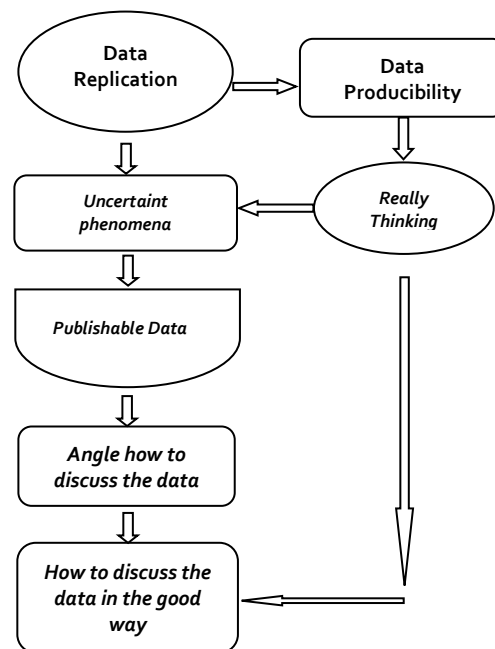 Data
Replication
Data
Producibility
Uncertaint
phenomena
Really
Thinking
Publishable Data
Angle how to
discuss the data
How to discuss the
data in the good
way